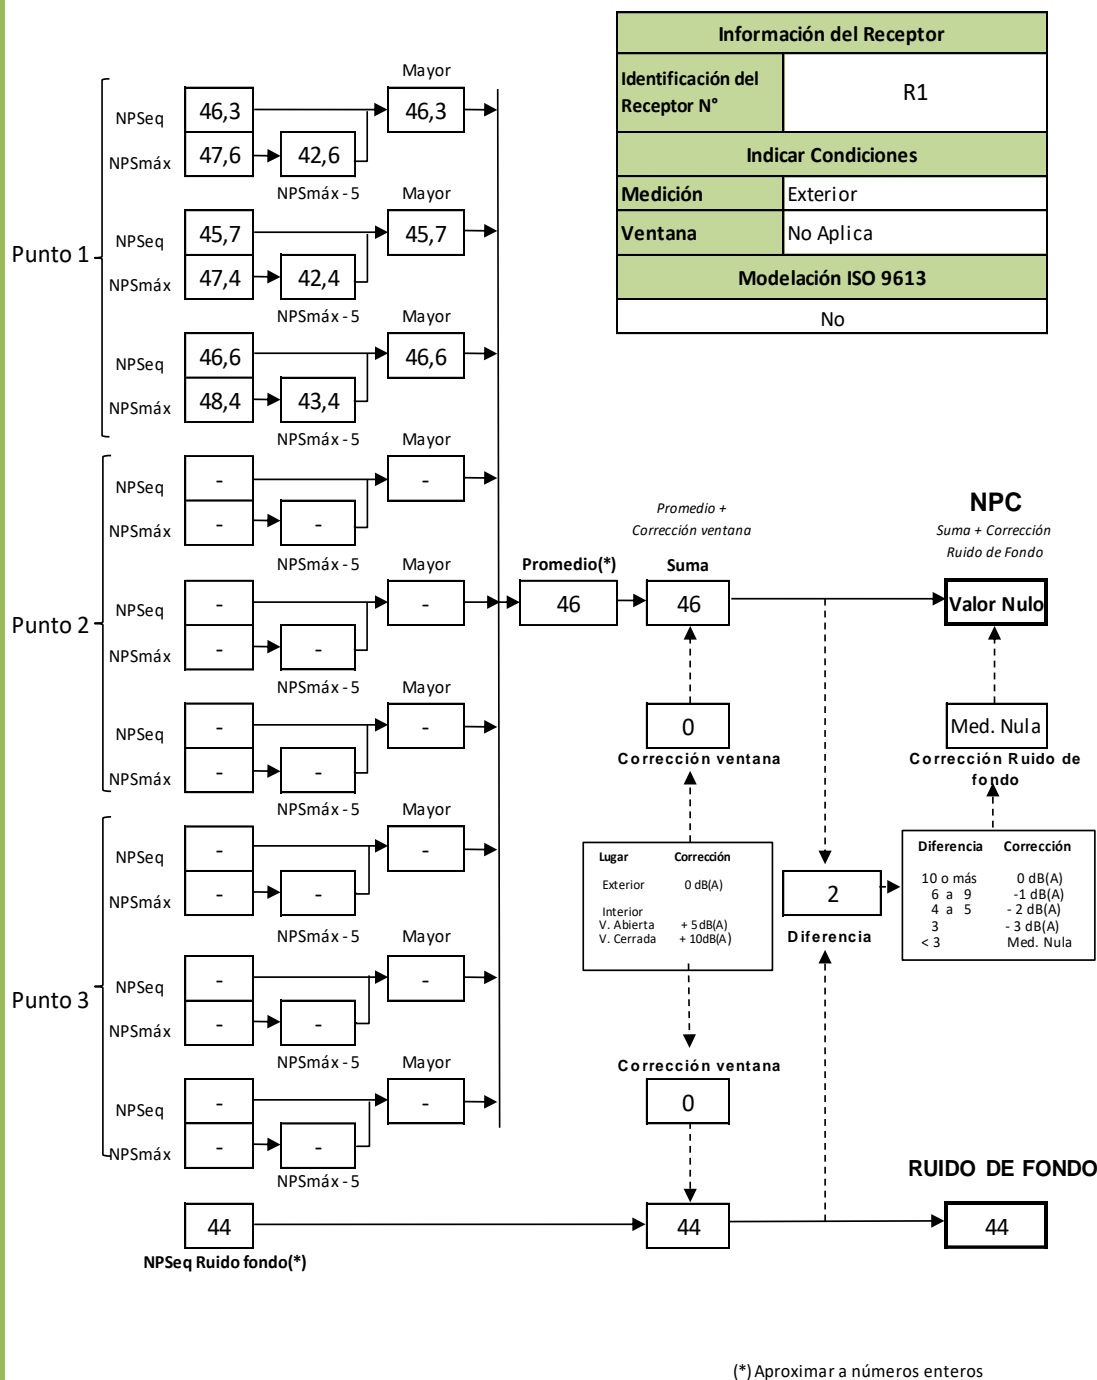 Información del Receptor
Identificación del Receptor N°
R1
Indicar Condiciones
Medición
Exterior
Ventana
No Aplica
Modelación ISO 9613
No
Punto 1
Mayor
NPSeq
46,3
46,3
NPSmáx
47,6
42,6
NPSmáx - 5
Mayor
NPSeq
45,7
45,7
NPSmáx
47,4
42,4
NPSmáx - 5
Mayor
NPSeq
46,6
46,6
NPSmáx
48,4
43,4
NPSmáx - 5
Punto 2
Mayor
NPSeq
-
-
NPSmáx
-
-
NPSmáx - 5
Mayor
NPSeq
-
-
NPSmáx
-
-
NPSmáx - 5
Mayor
NPSeq
-
-
NPSmáx
-
-
NPSmáx - 5
Punto 3
Mayor
NPSeq
-
-
NPSmáx
-
-
NPSmáx - 5
Mayor
NPSeq
-
-
NPSmáx
-
-
NPSmáx - 5
Mayor
NPSeq
-
-
NPSmáx
-
-
NPSmáx - 5
Promedio(*)
46
Promedio +
Corrección ventana
Suma
46
0
Corrección ventana
NPC
Suma + Corrección
Ruido de Fondo
Valor Nulo
Med. Nula
Corrección Ruido de
fondo
Lugar Corrección
Exterior 0 dB(A)
Interior
V. Abierta + 5dB(A)
V. Cerrada + 10dB(A)
2
Diferencia
Diferencia Corrección
10 o más 0 dB(A)
6 a 9 -1 dB(A)
4 a 5 - 2 dB(A)
3 - 3 dB(A)
< 3 Med. Nula
Corrección ventana
0
44
NPSeq Ruido fondo(*)
44
RUIDO DE FONDO
44
(*) Aproximar a números enteros